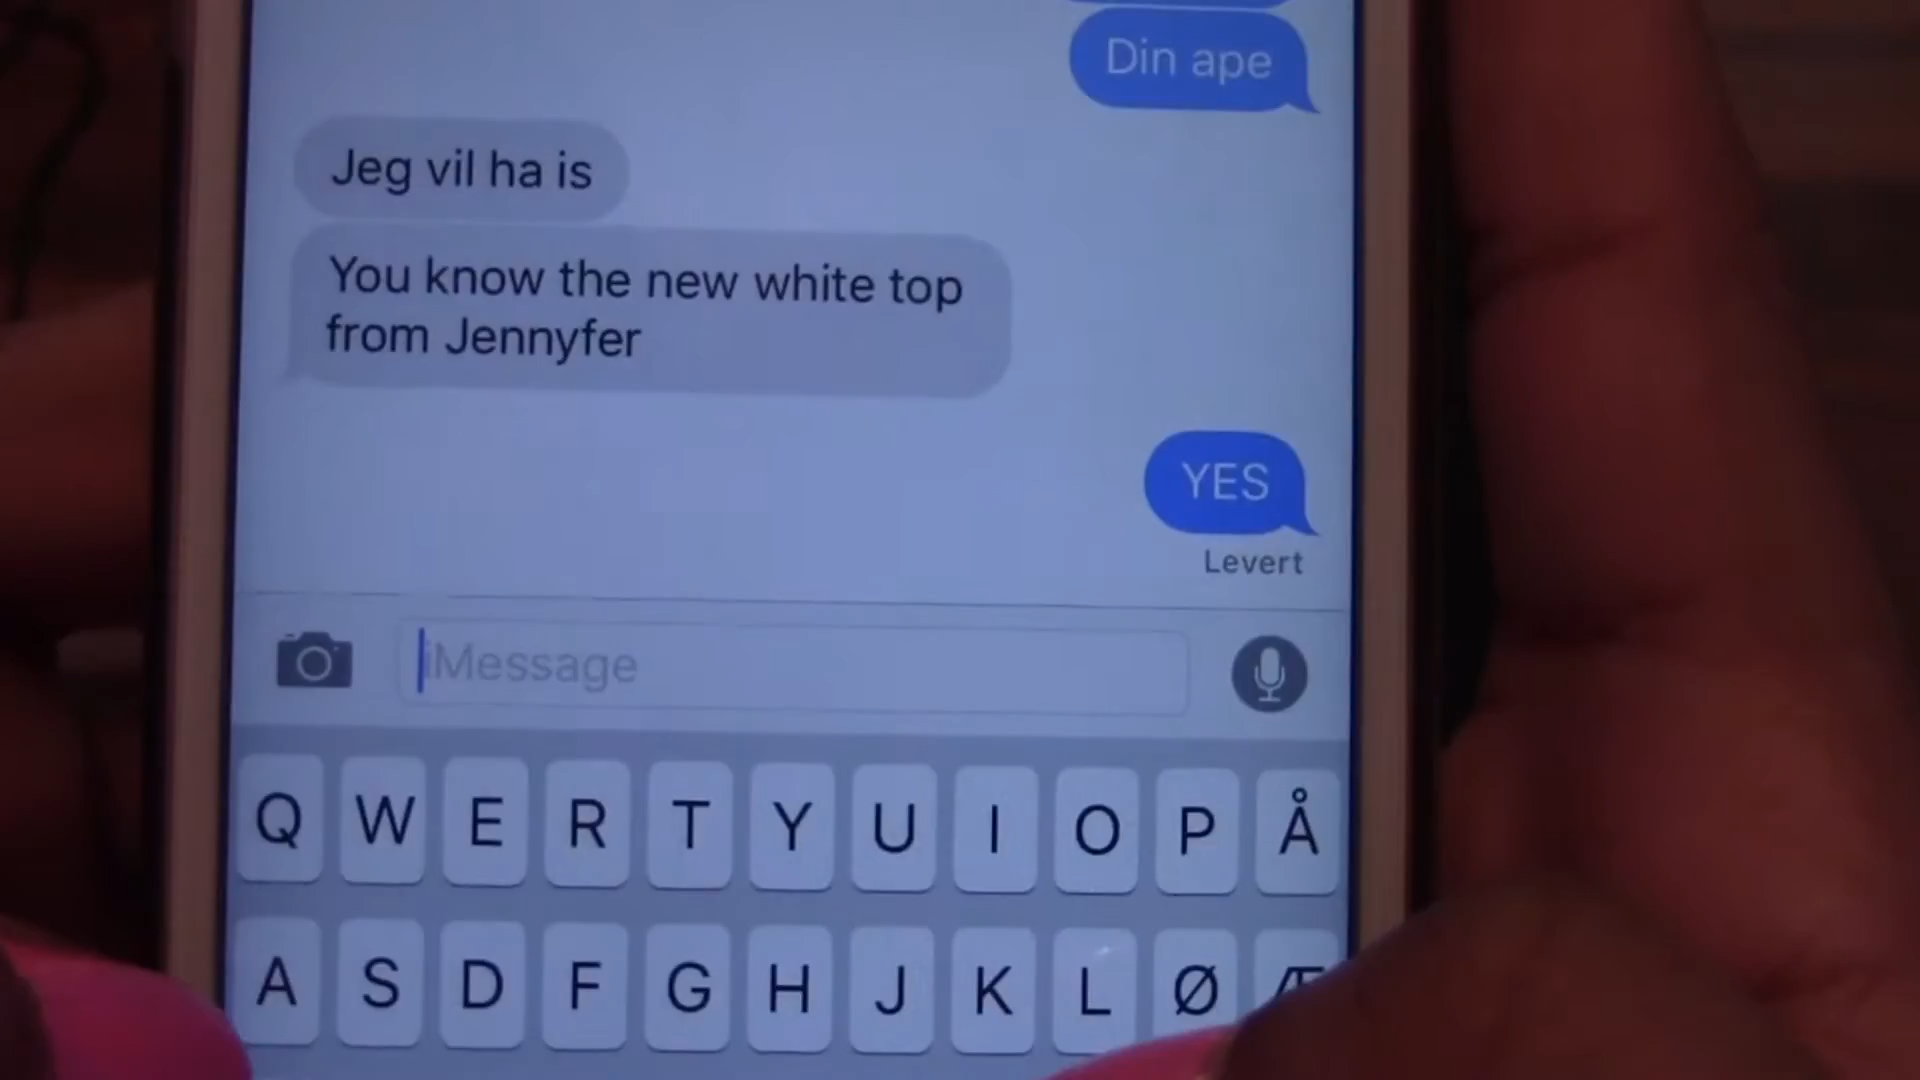 Din ape
Jeg vil ha is
You know the new white top
from Jennyfer
YES
Levert
iMessage
Q W E R T Y U I O P Å
A S D F G H J K L Ø Æ